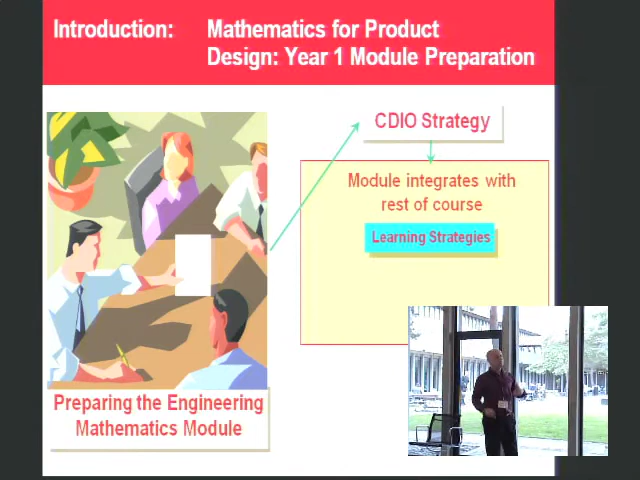 Introduction: Mathematics for Product
Design: Year 1 Module Preparation
CDIO Strategy
Module integrates with
rest of course
Learning Strategies
Preparing the Engineering
Mathematics Module